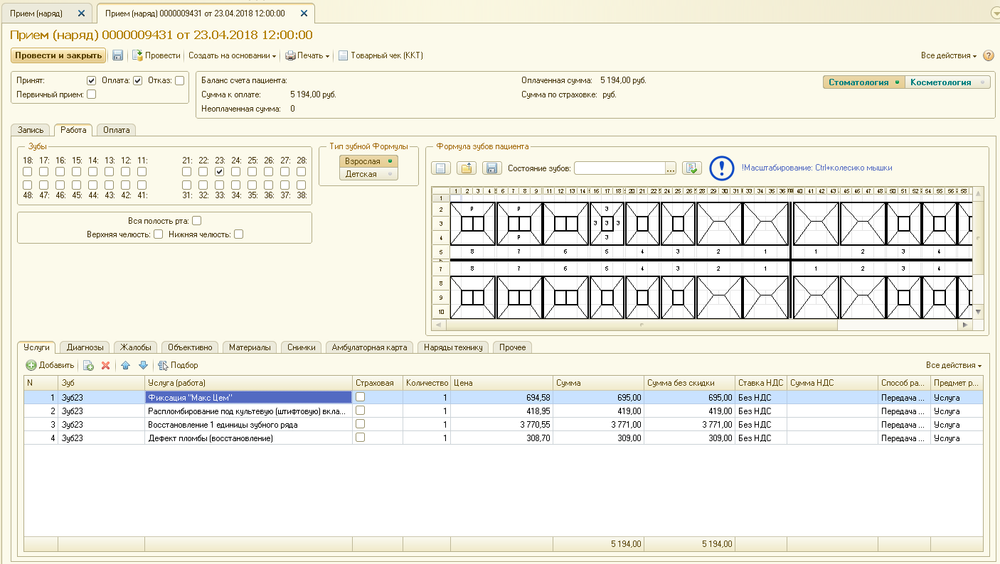 Прием (наряд) Прием (наряд) 0000009431 от 23.04.2018 12:00:00
Прием (наряд) 0000009431 от 23.04.2018 12:00:00
Провести и закрыть Провести Создать на основании Печать Товарный чек (ККТ) Все действия ?
Принят: Оплата: Отказ: Баланс счета пациента: Оплаченная сумма: 5 194,00 руб. Стоматология Косметология
Первичный прием: Сумма к оплате: 5 194,00 руб. Сумма по страховке: руб.
Неоплаченная сумма: 0
Запись Работа Оплата
Зубы Тип зубной Формулы Формула зубов пациента
18: 17: 16: 15: 14: 13: 12: 11: 21: 22: 23: 24: 25: 26: 27: 28:
Взрослая
Детская
Состояние зубов: ... ! !Масштабирование: Ctrl+колесико мышки
48: 47: 46: 45: 44: 43: 42: 41: 31: 32: 33: 34: 35: 36: 37: 38:
Вся полость рта:
Верхняя челюсть: Нижняя челюсть:
1 2 3 4 6 7 8 9 11 12 13 14 16 17 18 20 21 22 24 25 26 28 29 30 31 33 34 35 36 40 41 42 43 45 46 47 48 50 51 52 54 55 56 58
1
2 Р Р З
3 З З З
4 Р З
5 8 7 6 5 4 3 2 1 1 2 3 4
7 8 7 6 5 4 3 2 1 1 2 3 4
8
9
10
Услуги Диагнозы Жалобы Объективно Материалы Снимки Амбулаторная карта Наряды технику Прочее
Добавить Подбор Все действия
N Зуб Услуга (работа) Страховая Количество Цена Сумма Сумма без скидки Ставка НДС Сумма НДС Способ ра... Предмет р...
1 Зуб23 Фиксация "Макс Цем" 1 694,58 695,00 695,00 Без НДС Передача ... Услуга
2 Зуб23 Распломбирование под культевую (штифтовую) вкла... 1 418,95 419,00 419,00 Без НДС Передача ... Услуга
3 Зуб23 Восстановление 1 единицы зубного ряда 1 3 770,55 3 771,00 3 771,00 Без НДС Передача ... Услуга
4 Зуб23 Дефект пломбы (восстановление) 1 308,70 309,00 309,00 Без НДС Передача ... Услуга
5 194,00 5 194,00